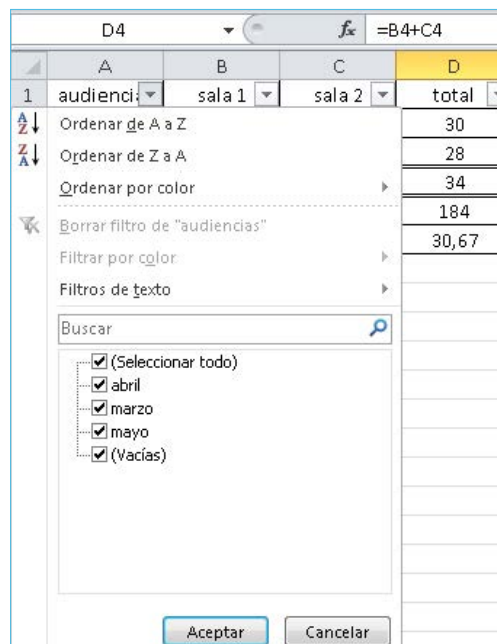 D4 fx =B4+C4
A B C D
1 audienci sala 1 sala 2 total
Ordenar de A a Z 30
Ordenar de Z a A 28
Ordenar por color 34
Borrar filtro de "audiencias" 184
Filtrar por color 30,67
Filtros de texto
Buscar
(Seleccionar todo)
abril
marzo
mayo
(Vacías)
Aceptar Cancelar